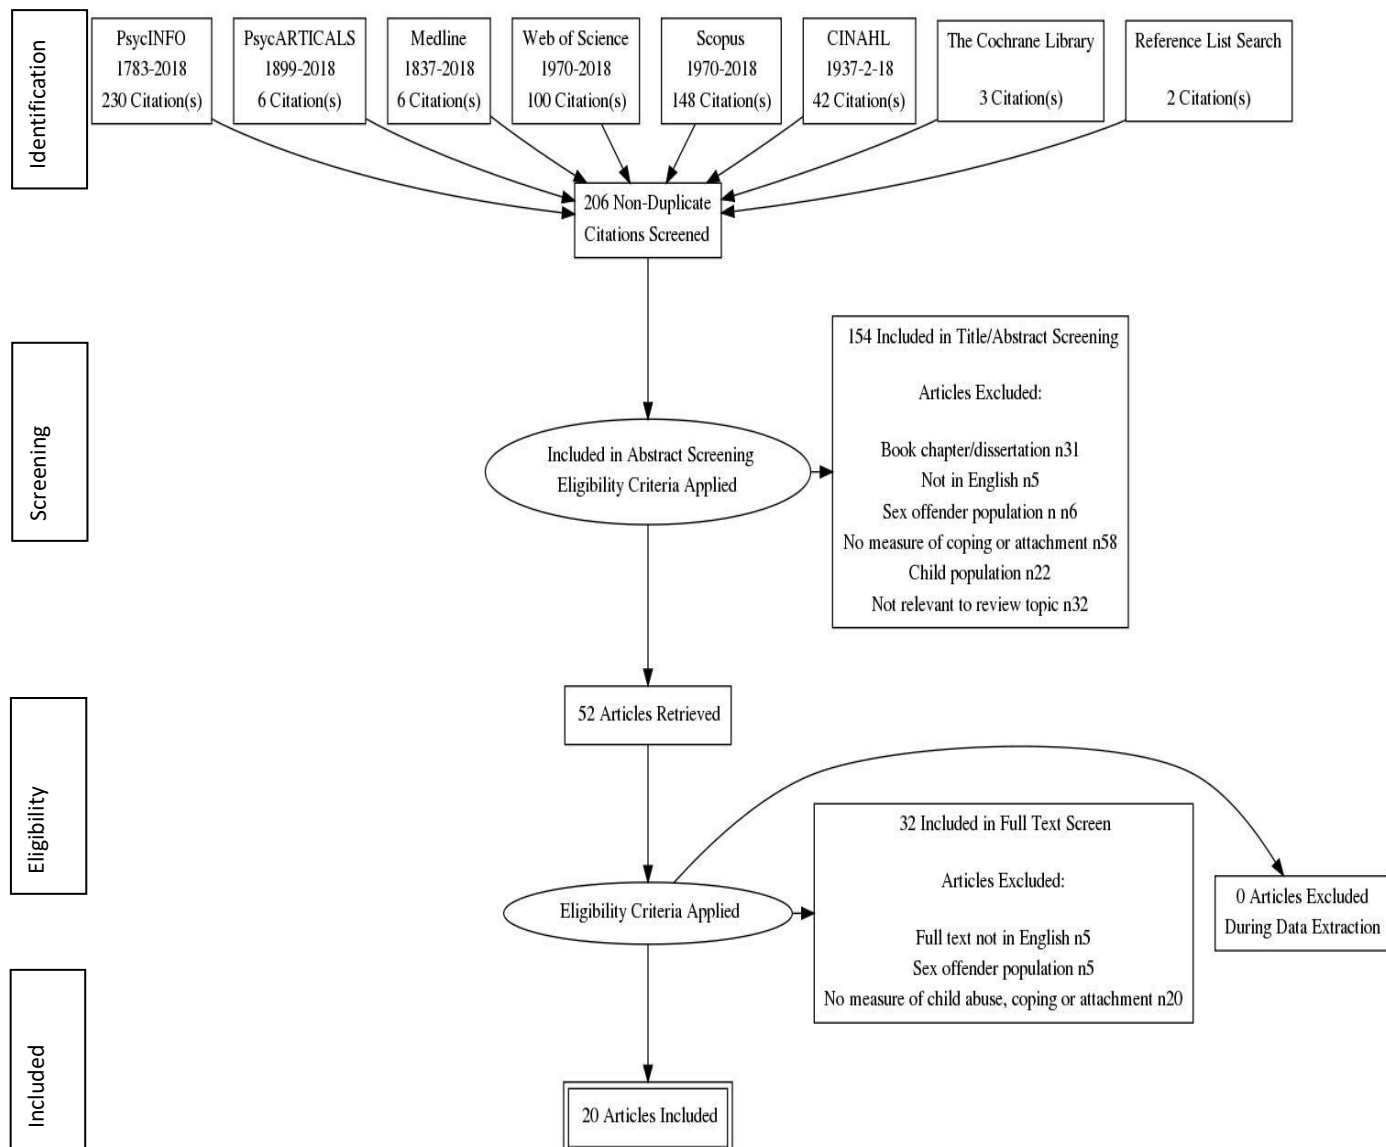 Identification
PsycINFO
1783-2018
230 Citation(s)
PsycARTICALS
1899-2018
6 Citation(s)
Medline
1837-2018
6 Citation(s)
Web of Science
1970-2018
100 Citation(s)
Scopus
1970-2018
148 Citation(s)
CINAHL
1937-2-18
42 Citation(s)
The Cochrane Library
3 Citation(s)
Reference List Search
2 Citation(s)
206 Non-Duplicate
Citations Screened
Screening
Included in Abstract Screening
Eligibility Criteria Applied
154 Included in Title/Abstract Screening
Articles Excluded:
Book chapter/dissertation n31
Not in English n5
Sex offender population n n6
No measure of coping or attachment n58
Child population n22
Not relevant to review topic n32
Eligibility
52 Articles Retrieved
Eligibility Criteria Applied
32 Included in Full Text Screen
Articles Excluded:
Full text not in English n5
Sex offender population n5
No measure of child abuse, coping or attachment n20
0 Articles Excluded
During Data Extraction
Included
20 Articles Included